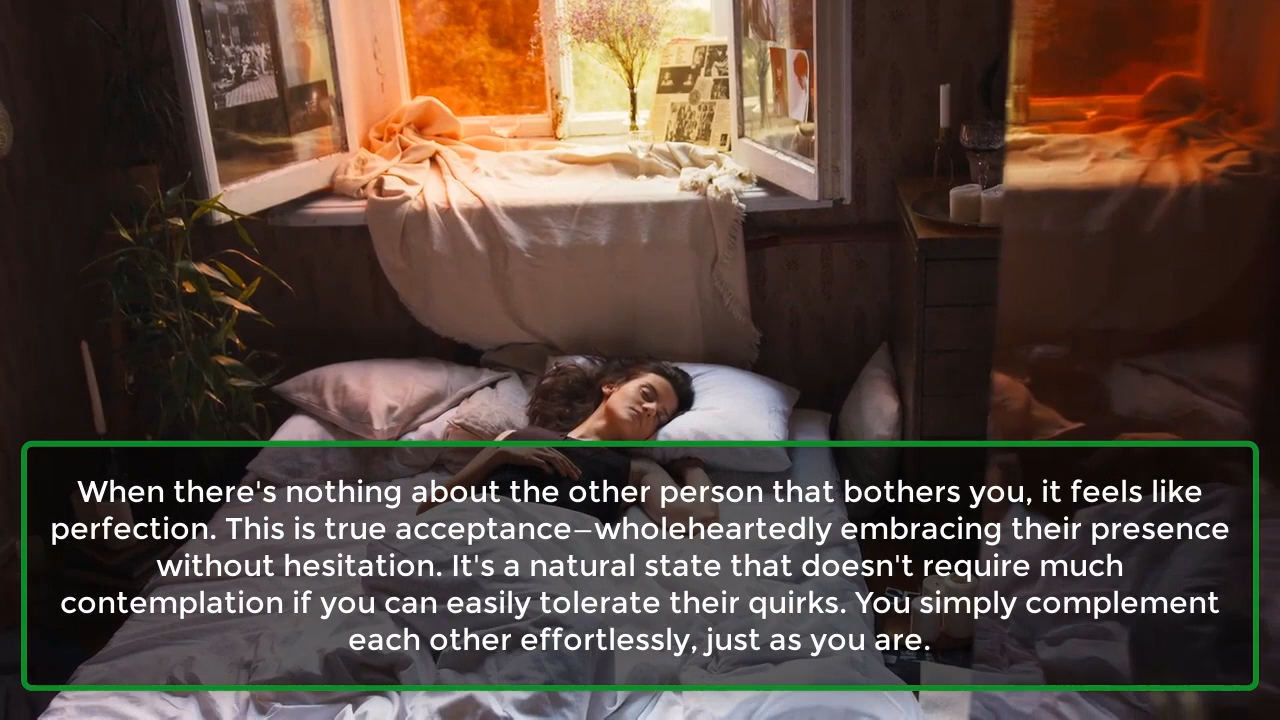 When there's nothing about the other person that bothers you, it feels like
perfection. This is true acceptance—wholeheartedly embracing their presence
without hesitation. It's a natural state that doesn't require much
contemplation if you can easily tolerate their quirks. You simply complement
each other effortlessly, just as you are.